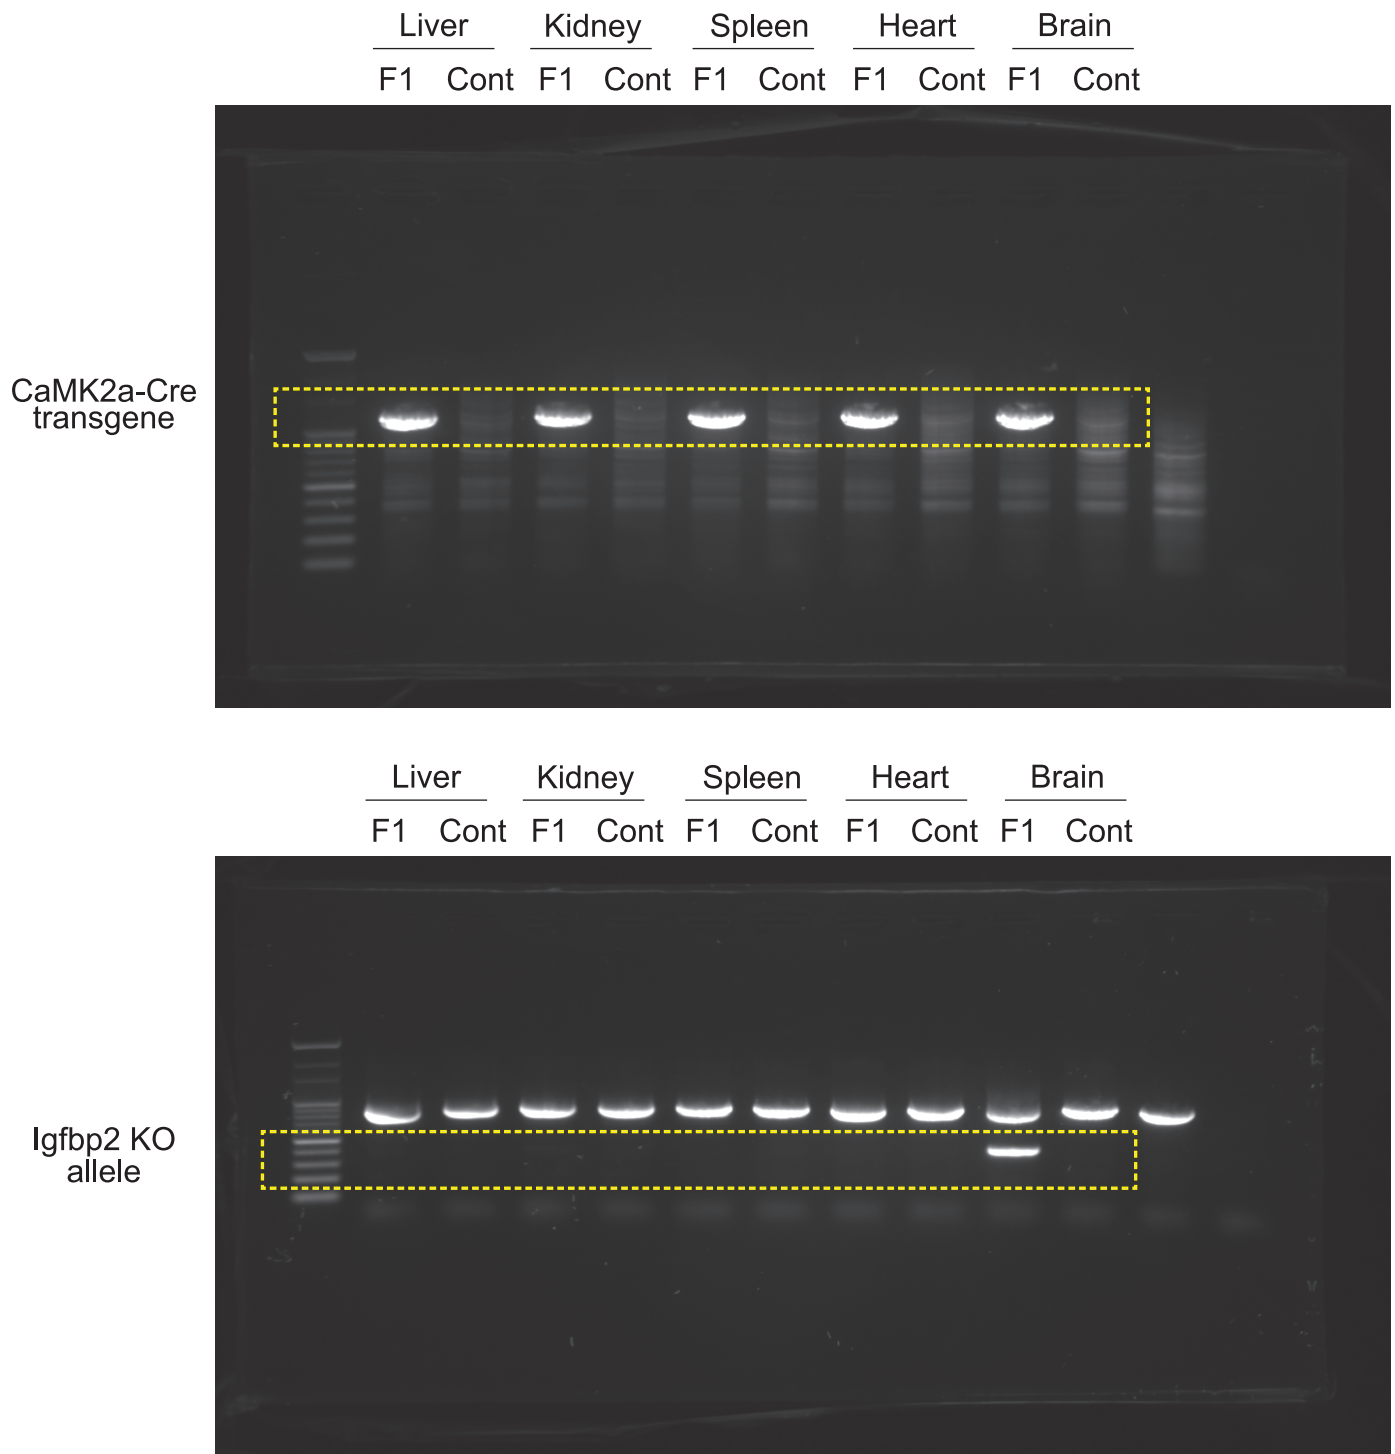 Liver Kidney Spleen Heart Brain
F1 Cont F1 Cont F1 Cont F1 Cont F1 Cont
CaMK2a-Cre
transgene
Liver Kidney Spleen Heart Brain
F1 Cont F1 Cont F1 Cont F1 Cont F1 Cont
Igfbp2 KO
allele